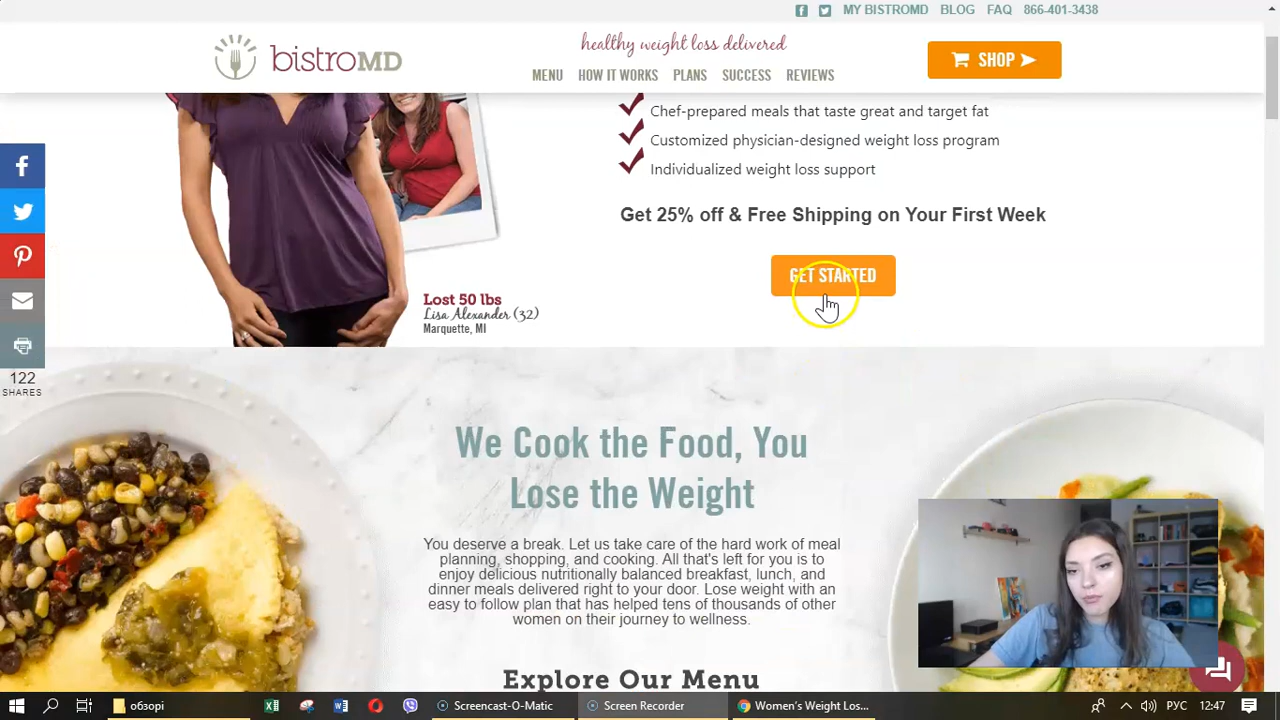 MY BISTROMD BLOG FAQ 866-401-3438
bistroMD
healthy weight loss delivered
SHOP
MENU HOW IT WORKS PLANS SUCCESS REVIEWS
Chef-prepared meals that taste great and target fat
Customized physician-designed weight loss program
Individualized weight loss support
Get 25% off & Free Shipping on Your First Week
GET STARTED
Lost 50 lbs
Lisa Alexander (32)
Marquette, MI
122
SHARES
We Cook the Food, You
Lose the Weight
You deserve a break. Let us take care of the hard work of meal
planning, shopping, and cooking. All that's left for you is to
enjoy delicious nutritionally balanced breakfast, lunch, and
dinner meals delivered right to your door. Lose weight with an
easy to follow plan that has helped tens of thousands of other
women on their journey to wellness.
Explore Our Menu
обзорі Screencast-O-Matic Screen Recorder Women's Weight Los... РУС 12:47